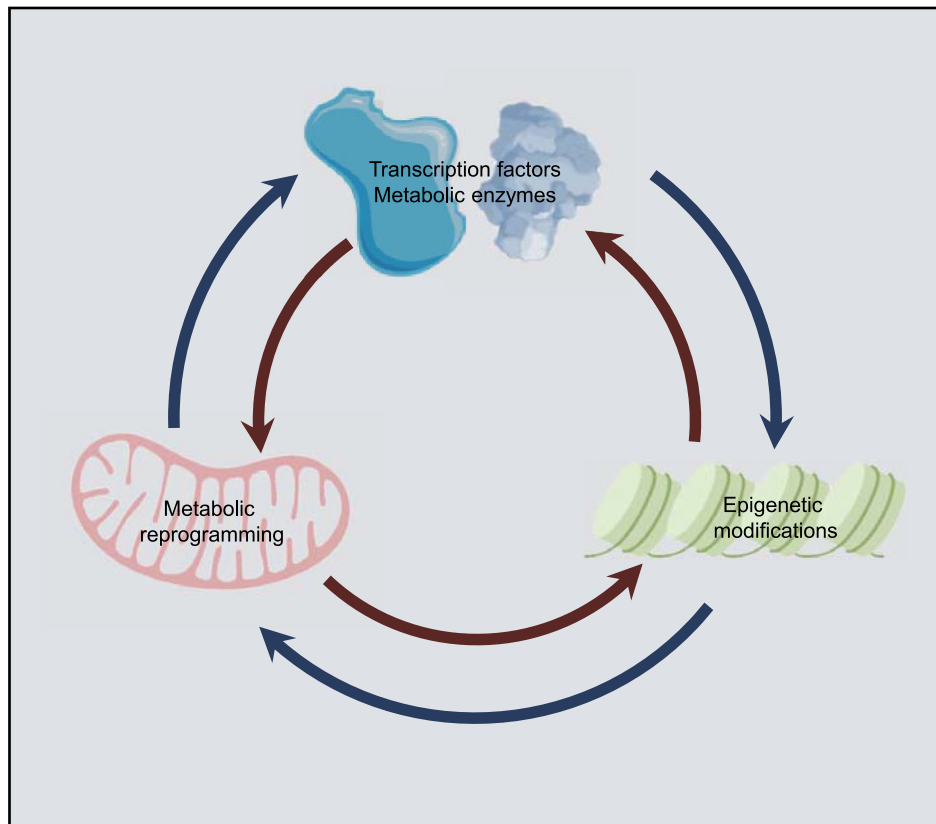 Transcription factors
Metabolic enzymes
Metabolic
reprogramming
Epigenetic
modifications